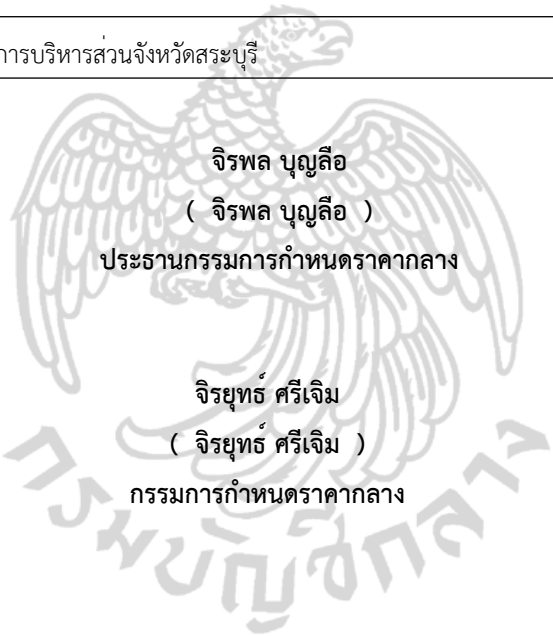 การบริหารส่วนจังหวัดสระบุรี
จิรพล บุญลือ
( จิรพล บุญลือ )
ประธานกรรมการกำหนดราคากลาง
จิรยุทธ์ ศรีเจิม
( จิรยุทธ์ ศรีเจิม )
กรรมการกำหนดราคากลาง
กรมบัญชีกลาง